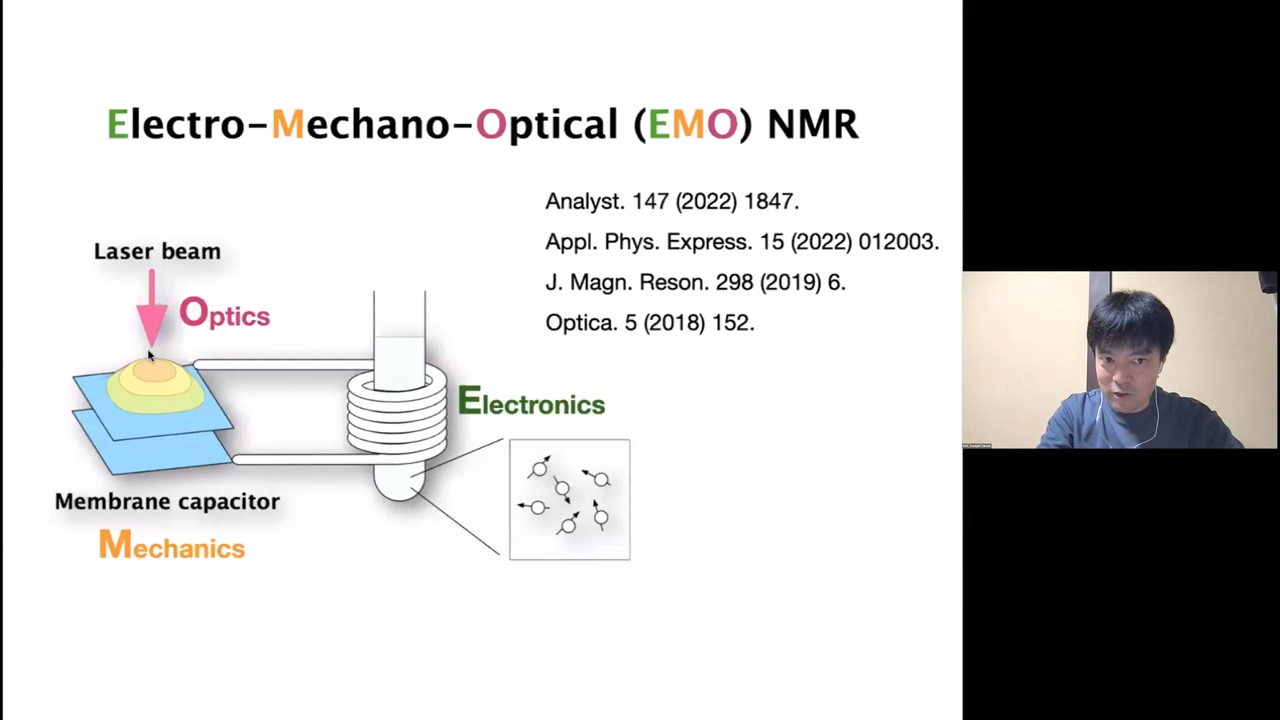 Electro-Mechano-Optical (EMO) NMR
Analyst. 147 (2022) 1847.
Appl. Phys. Express. 15 (2022) 012003.
J. Magn. Reson. 298 (2019) 6.
Optica. 5 (2018) 152.
Laser beam
Optics
Electronics
Membrane capacitor
Mechanics